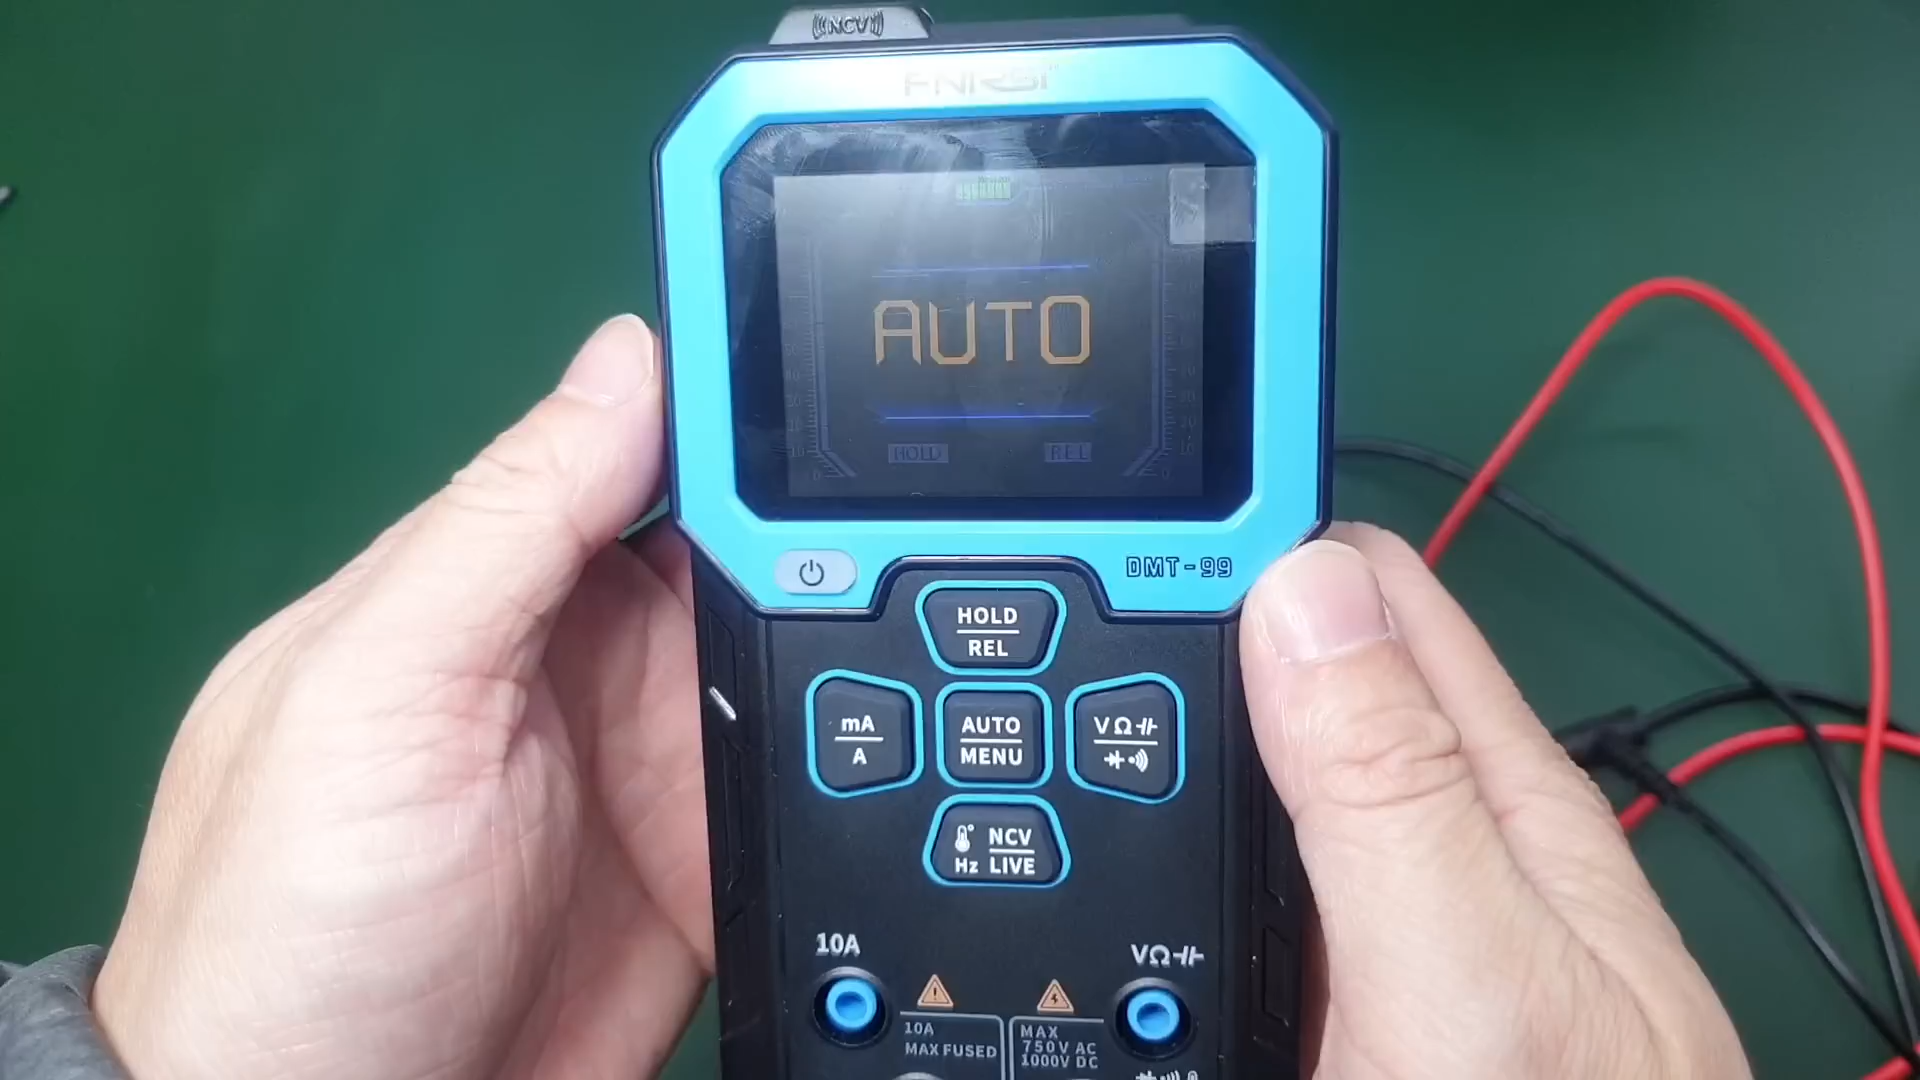 NCV
FNIRSI
AUTO
HOLD REL
DMT-99
HOLD
REL
mA
A
AUTO
MENU
VΩ
NCV
Hz LIVE
10A
VΩ
10A
MAX FUSED
MAX
750V AC
1000V DC